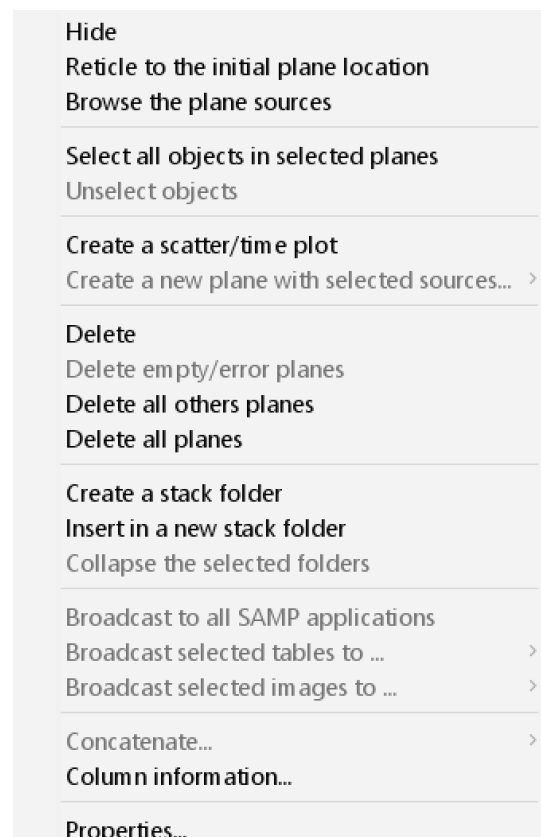 Hide
Reticle to the initial plane location
Browse the plane sources
Select all objects in selected planes
Unselect objects
Create a scatter/time plot
Create a new plane with selected sources...
Delete
Delete empty/error planes
Delete all others planes
Delete all planes
Create a stack folder
Insert in a new stack folder
Collapse the selected folders
Broadcast to all SAMP applications
Broadcast selected tables to ...
Broadcast selected images to ...
Concatenate...
Column information...
Properties...